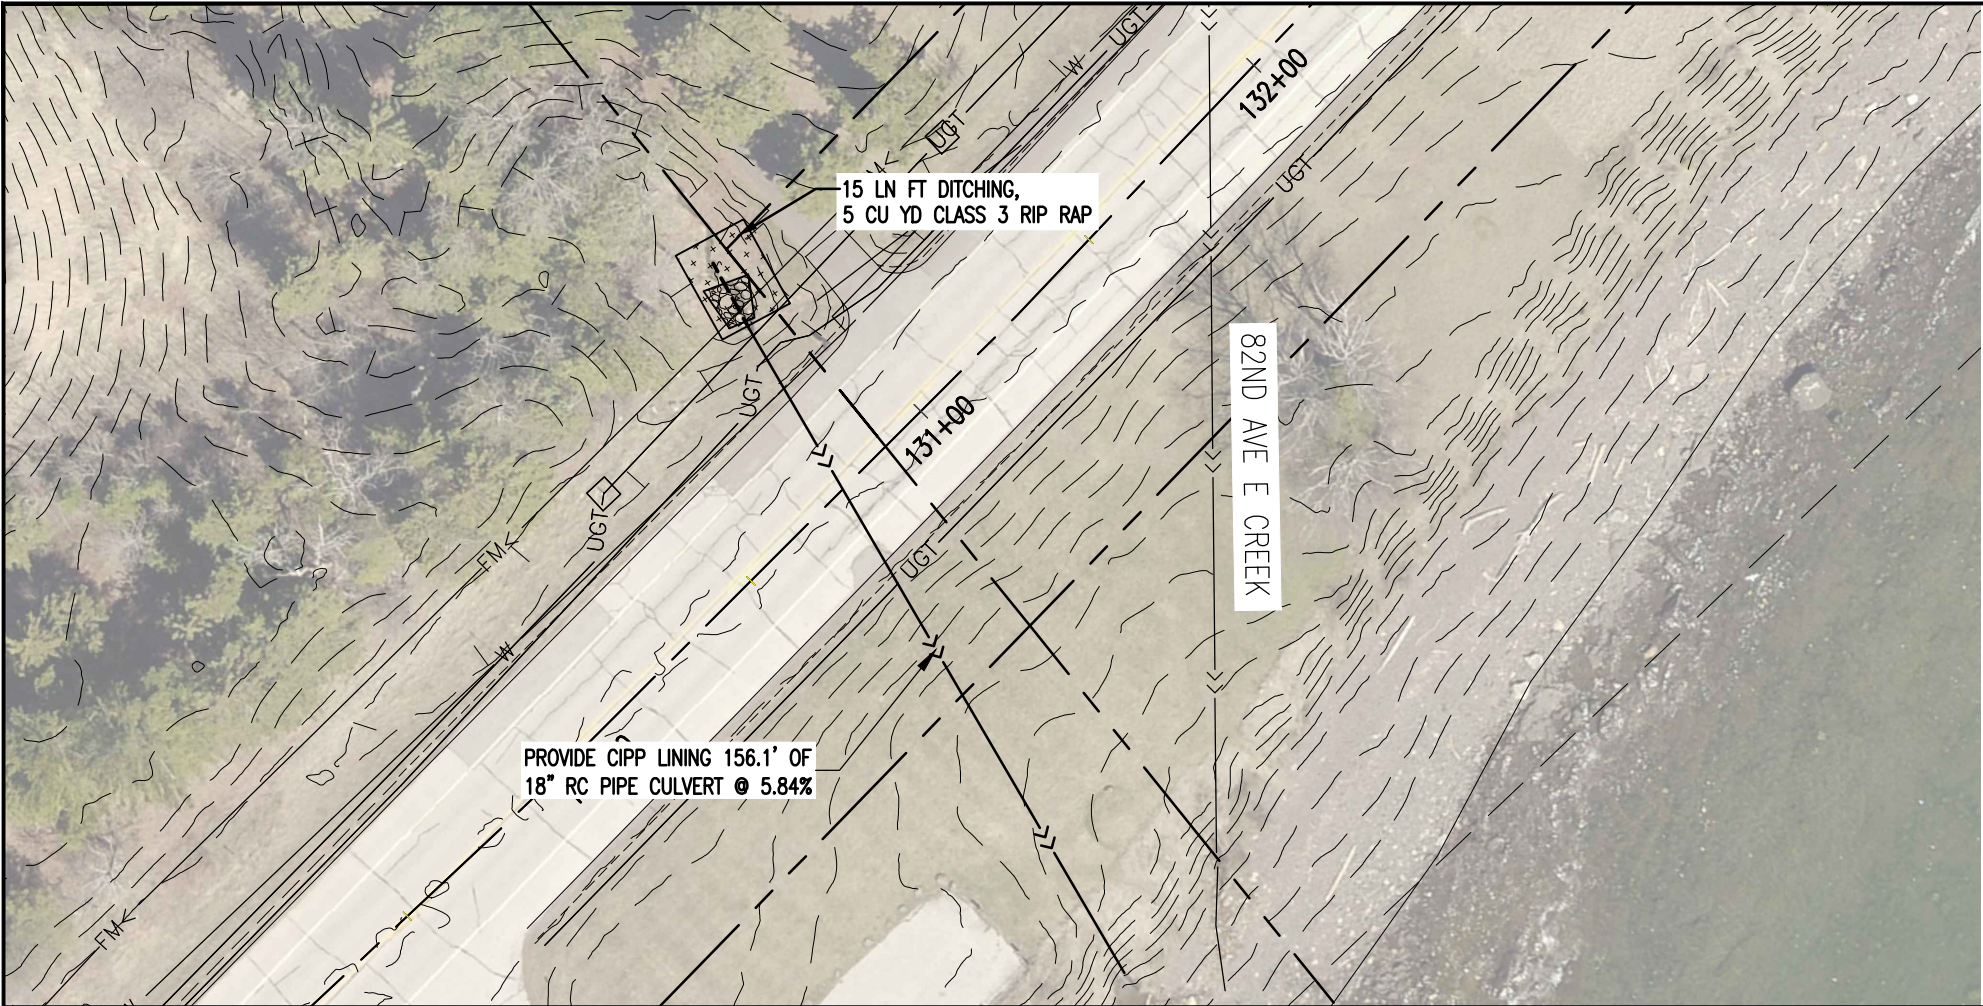 UGT
W
132+00
UGT
15 LN FT DITCHING,
5 CU YD CLASS 3 RIP RAP
UGT
82ND AVE E CREEK
UGT
131+00
UGT
FM
UGT
W
PROVIDE CIPP LINING 156.1' OF
18" RC PIPE CULVERT @ 5.84%
FM